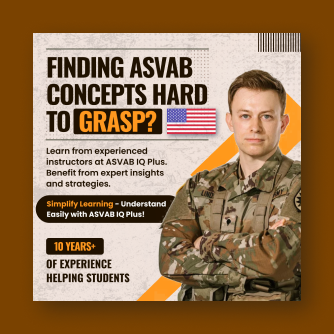 FINDING ASVAB
CONCEPTS HARD
TO GRASP?
Learn from experienced
instructors at ASVAB IQ Plus.
Benefit from expert insights
and strategies.
Simplify Learning - Understand
Easily with ASVAB IQ Plus!
10 YEARS+
OF EXPERIENCE
HELPING STUDENTS